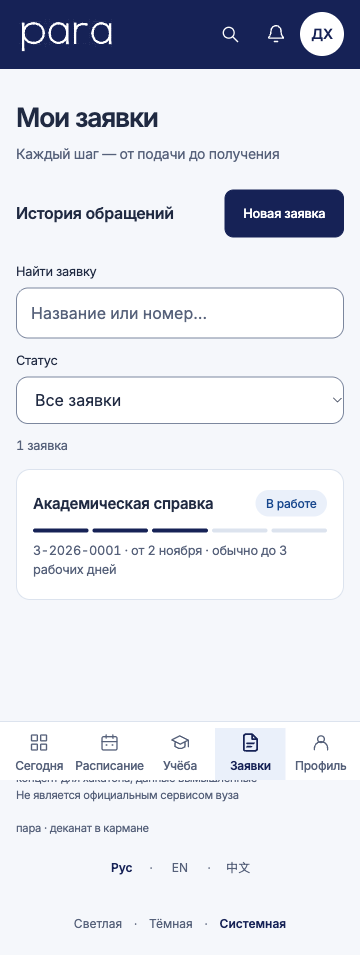 para
ДХ
Мои заявки
Каждый шаг — от подачи до получения
История обращений
Новая заявка
Найти заявку
Название или номер...
Статус
Все заявки
1 заявка
Академическая справка
В работе
З-2026-0001 · от 2 ноября · обычно до 3
рабочих дней
Сегодня
Расписание
Учёба
Заявки
Профиль
Не является официальным сервисом вуза
пара · деканат в кармане
Рус · EN · 中文
Светлая · Тёмная · Системная